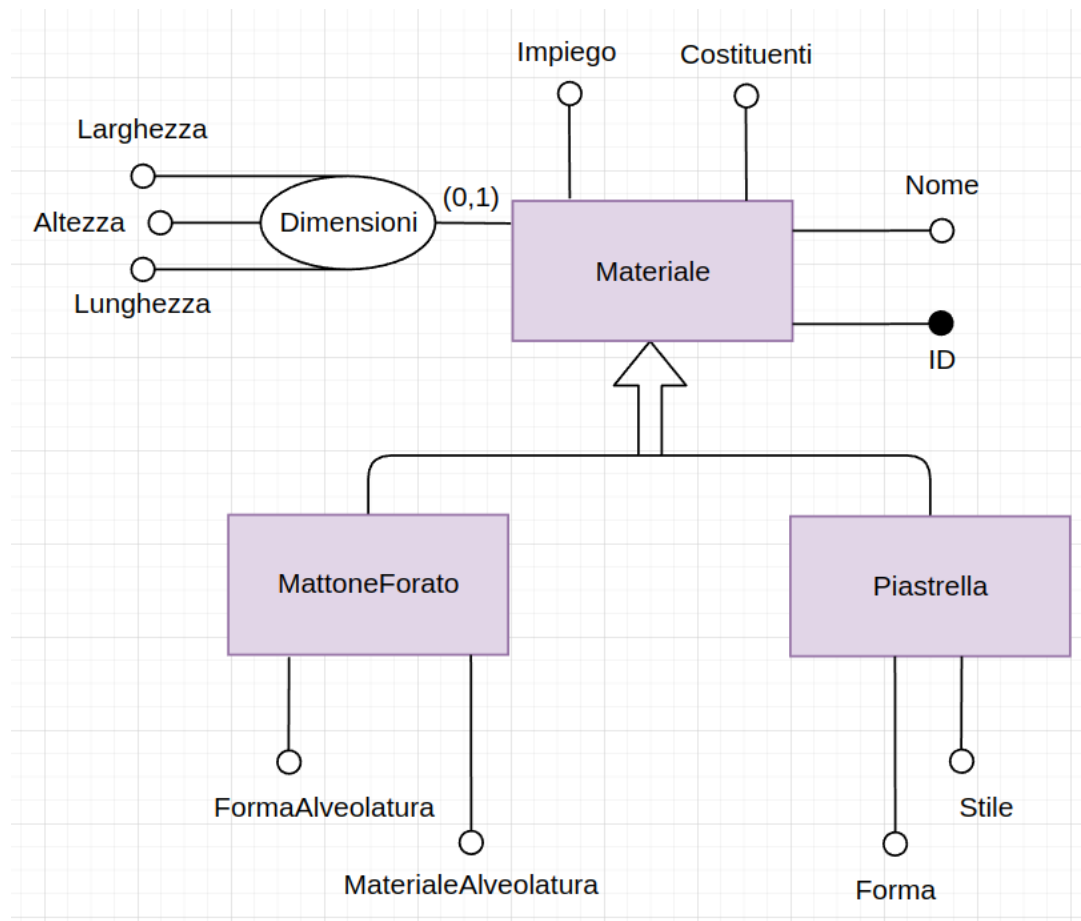 Impiego
Costituenti
Larghezza
Nome
(0,1)
Altezza
Dimensioni
Materiale
Lunghezza
ID
MattoneForato
Piastrella
FormaAlveolatura
Stile
MaterialeAlveolatura
Forma